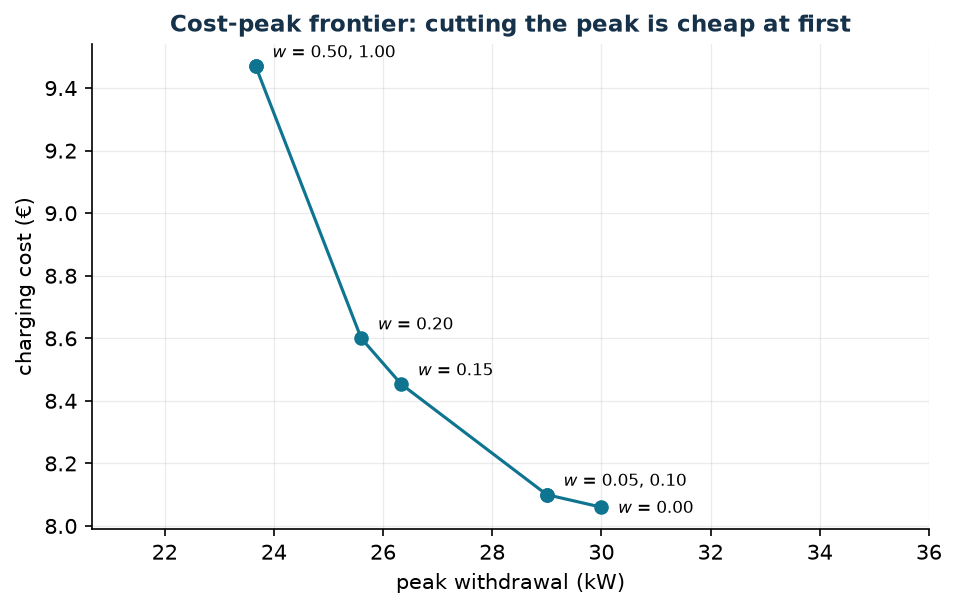 Cost-peak frontier: cutting the peak is cheap at first
w = 0.50, 1.00
9.4
9.2
9.0
8.8
8.6
8.4
8.2
8.0
charging cost (€)
w = 0.20
w = 0.15
w = 0.05, 0.10
w = 0.00
22 24 26 28 30 32 34 36
peak withdrawal (kW)